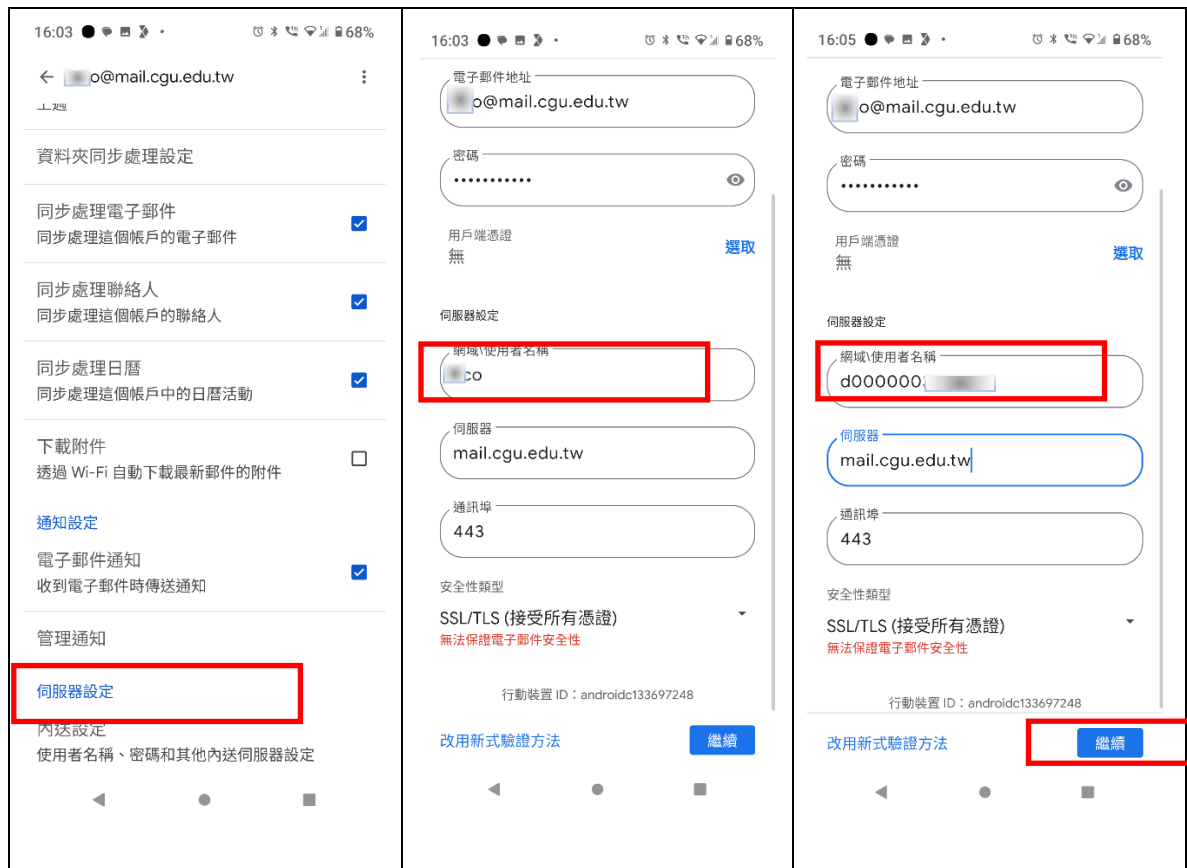 16:03
68%
o@mail.cgu.edu.tw
資料夾同步處理設定
同步處理電子郵件
同步處理這個帳戶的電子郵件
同步處理聯絡人
同步處理這個帳戶的聯絡人
同步處理日曆
同步處理這個帳戶中的日曆活動
下載附件
透過 Wi-Fi 自動下載最新郵件的附件
通知設定
電子郵件通知
收到電子郵件時傳送通知
管理通知
伺服器設定
內送設定
使用者名稱、密碼和其他內送伺服器設定
16:03
68%
電子郵件地址
o@mail.cgu.edu.tw
密碼
•••••••••••
用戶端憑證
無
選取
伺服器設定
網域\使用者名稱
co
伺服器
mail.cgu.edu.tw
通訊埠
443
安全性類型
SSL/TLS (接受所有憑證)
無法保證電子郵件安全性
行動裝置 ID：androidc133697248
改用新式驗證方法
繼續
16:05
68%
電子郵件地址
o@mail.cgu.edu.tw
密碼
•••••••••••
用戶端憑證
無
選取
伺服器設定
網域\使用者名稱
d000000
伺服器
mail.cgu.edu.tw
通訊埠
443
安全性類型
SSL/TLS (接受所有憑證)
無法保證電子郵件安全性
行動裝置 ID：androidc133697248
改用新式驗證方法
繼續